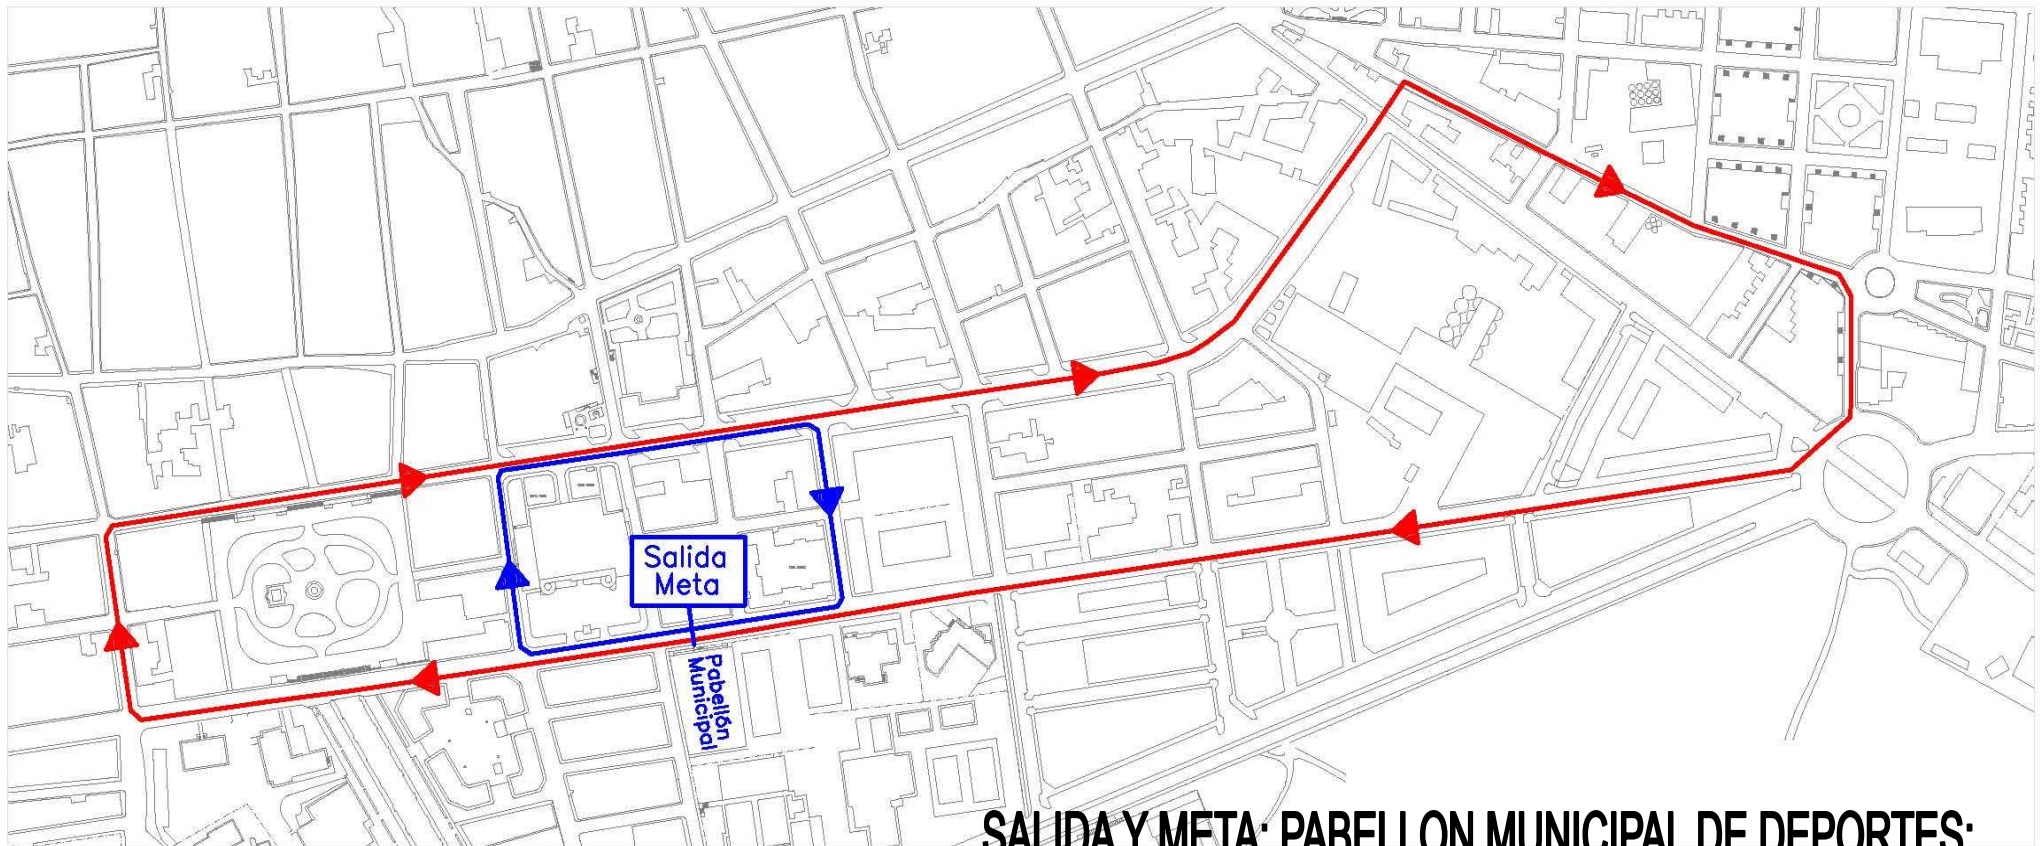 Salida
Meta
Pabellón
Municipal
SALIDA Y META: PABELLON MUNICIPAL DE DEPORTES: